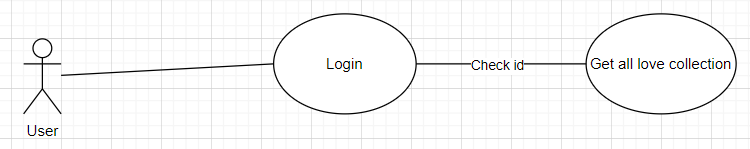 Login
Check id
Get all love collection
User